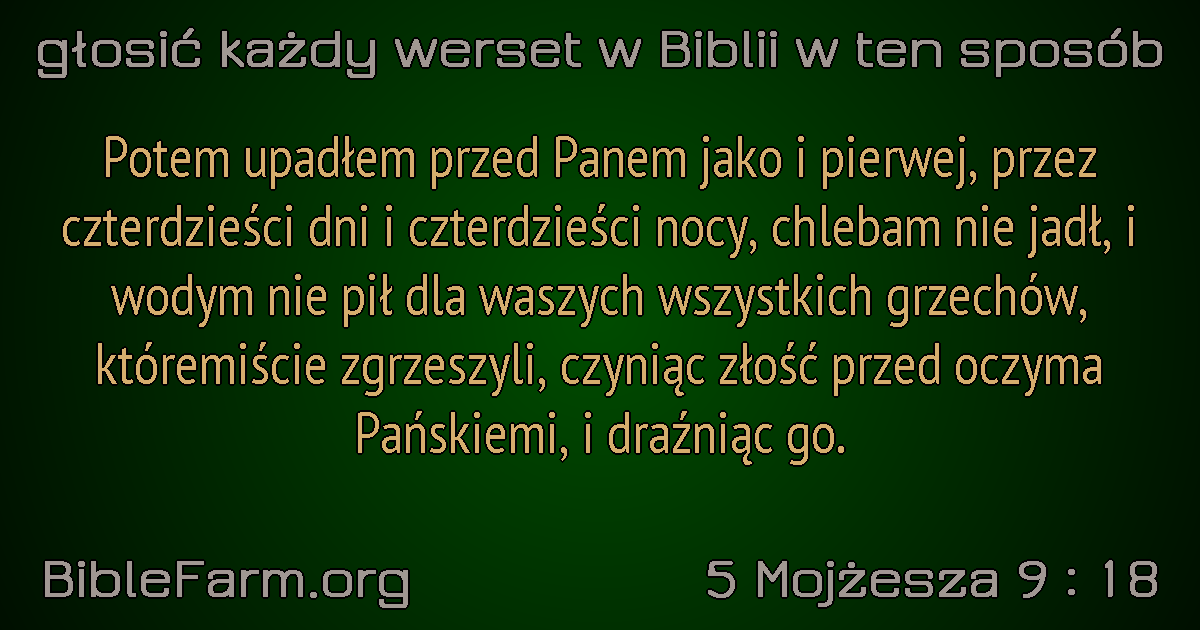 głosić każdy werset w Biblii w ten sposób
Potem upadłem przed Panem jako i pierwej, przez
czterdzieści dni i czterdzieści nocy, chlebam nie jadł, i
wodym nie pił dla waszych wszystkich grzechów,
któremiście zgrzeszyli, czyniąc złość przed oczyma
Pańskiemi, i draźniąc go.
BibleFarm.org
5 Mojżesza 9 : 18